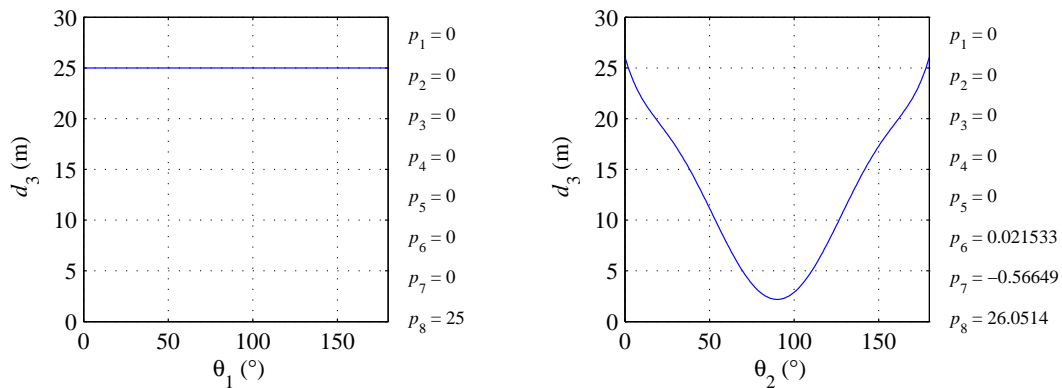 30
25
20
15
10
5
0
d₃ (m)
0 50 100 150
θ₁ (°)
p₁ = 0
p₂ = 0
p₃ = 0
p₄ = 0
p₅ = 0
p₆ = 0
p₇ = 0
p₈ = 25
30
25
20
15
10
5
0
d₃ (m)
0 50 100 150
θ₂ (°)
p₁ = 0
p₂ = 0
p₃ = 0
p₄ = 0
p₅ = 0
p₆ = 0.021533
p₇ = −0.56649
p₈ = 26.0514